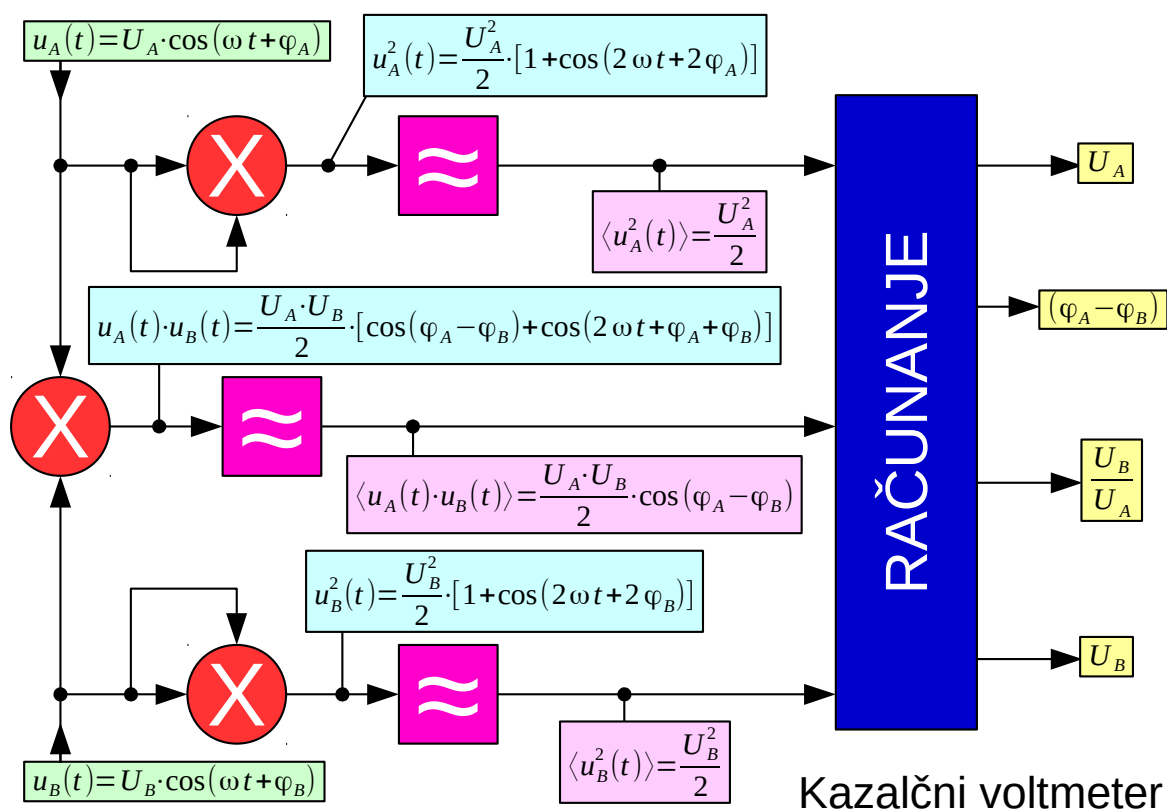 u_A(t)=U_A·cos(ωt+φ_A)
u_A^2(t)=U_A^2/2·[1+cos(2ωt+2φ_A)]
X
≈
⟨u_A^2(t)⟩=U_A^2/2
U_A
u_A(t)·u_B(t)=U_A·U_B/2·[cos(φ_A−φ_B)+cos(2ωt+φ_A+φ_B)]
(φ_A−φ_B)
X
≈
⟨u_A(t)·u_B(t)⟩=U_A·U_B/2·cos(φ_A−φ_B)
RAČUNANJE
U_B/U_A
u_B^2(t)=U_B^2/2·[1+cos(2ωt+2φ_B)]
U_B
X
≈
⟨u_B^2(t)⟩=U_B^2/2
u_B(t)=U_B·cos(ωt+φ_B)
Kazalčni voltmeter